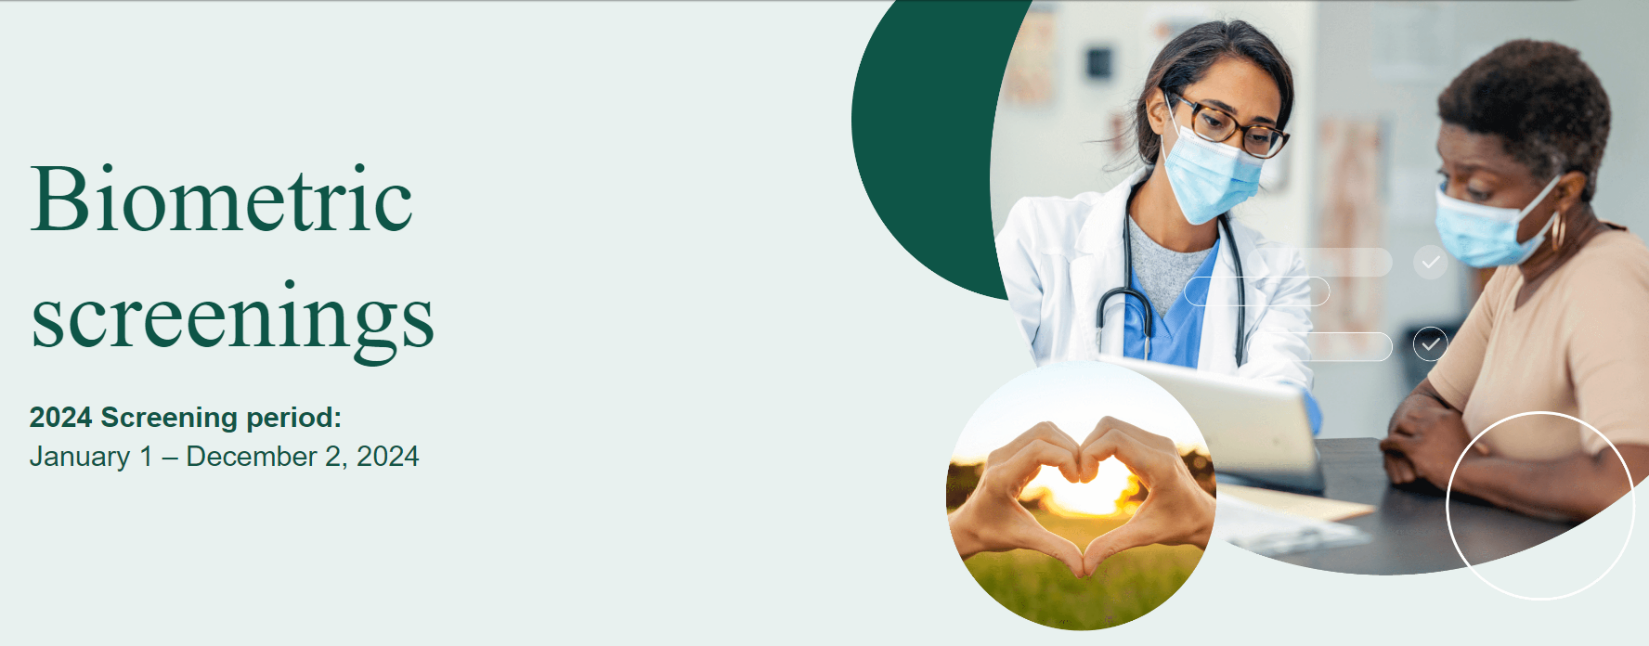 Biometric
screenings
2024 Screening period:
January 1 – December 2, 2024